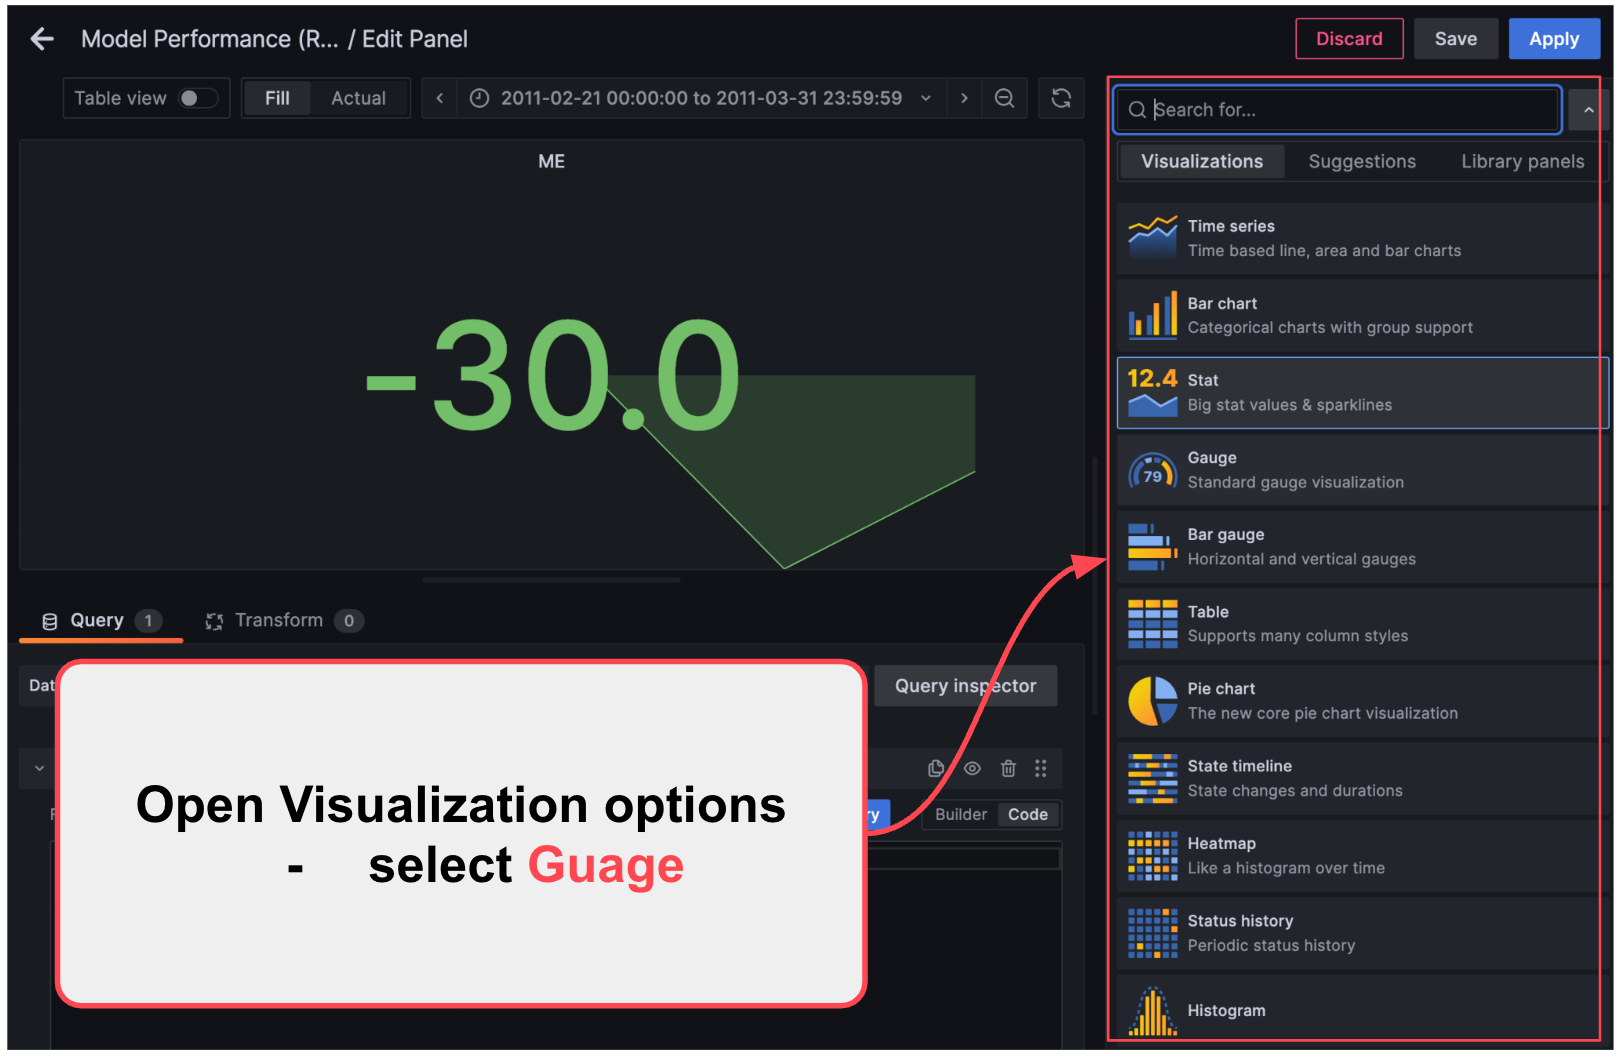 Model Performance (R... / Edit Panel
Discard
Save
Apply
Table view
Fill
Actual
2011-02-21 00:00:00 to 2011-03-31 23:59:59
Search for...
Visualizations
Suggestions
Library panels
ME
-30.0
Time series
Time based line, area and bar charts
Bar chart
Categorical charts with group support
12.4
Stat
Big stat values & sparklines
79
Gauge
Standard gauge visualization
Bar gauge
Horizontal and vertical gauges
Table
Supports many column styles
Pie chart
The new core pie chart visualization
State timeline
State changes and durations
Heatmap
Like a histogram over time
Status history
Periodic status history
Histogram
Query 1
Transform 0
Query inspector
Builder
Code
Open Visualization options
- select Guage